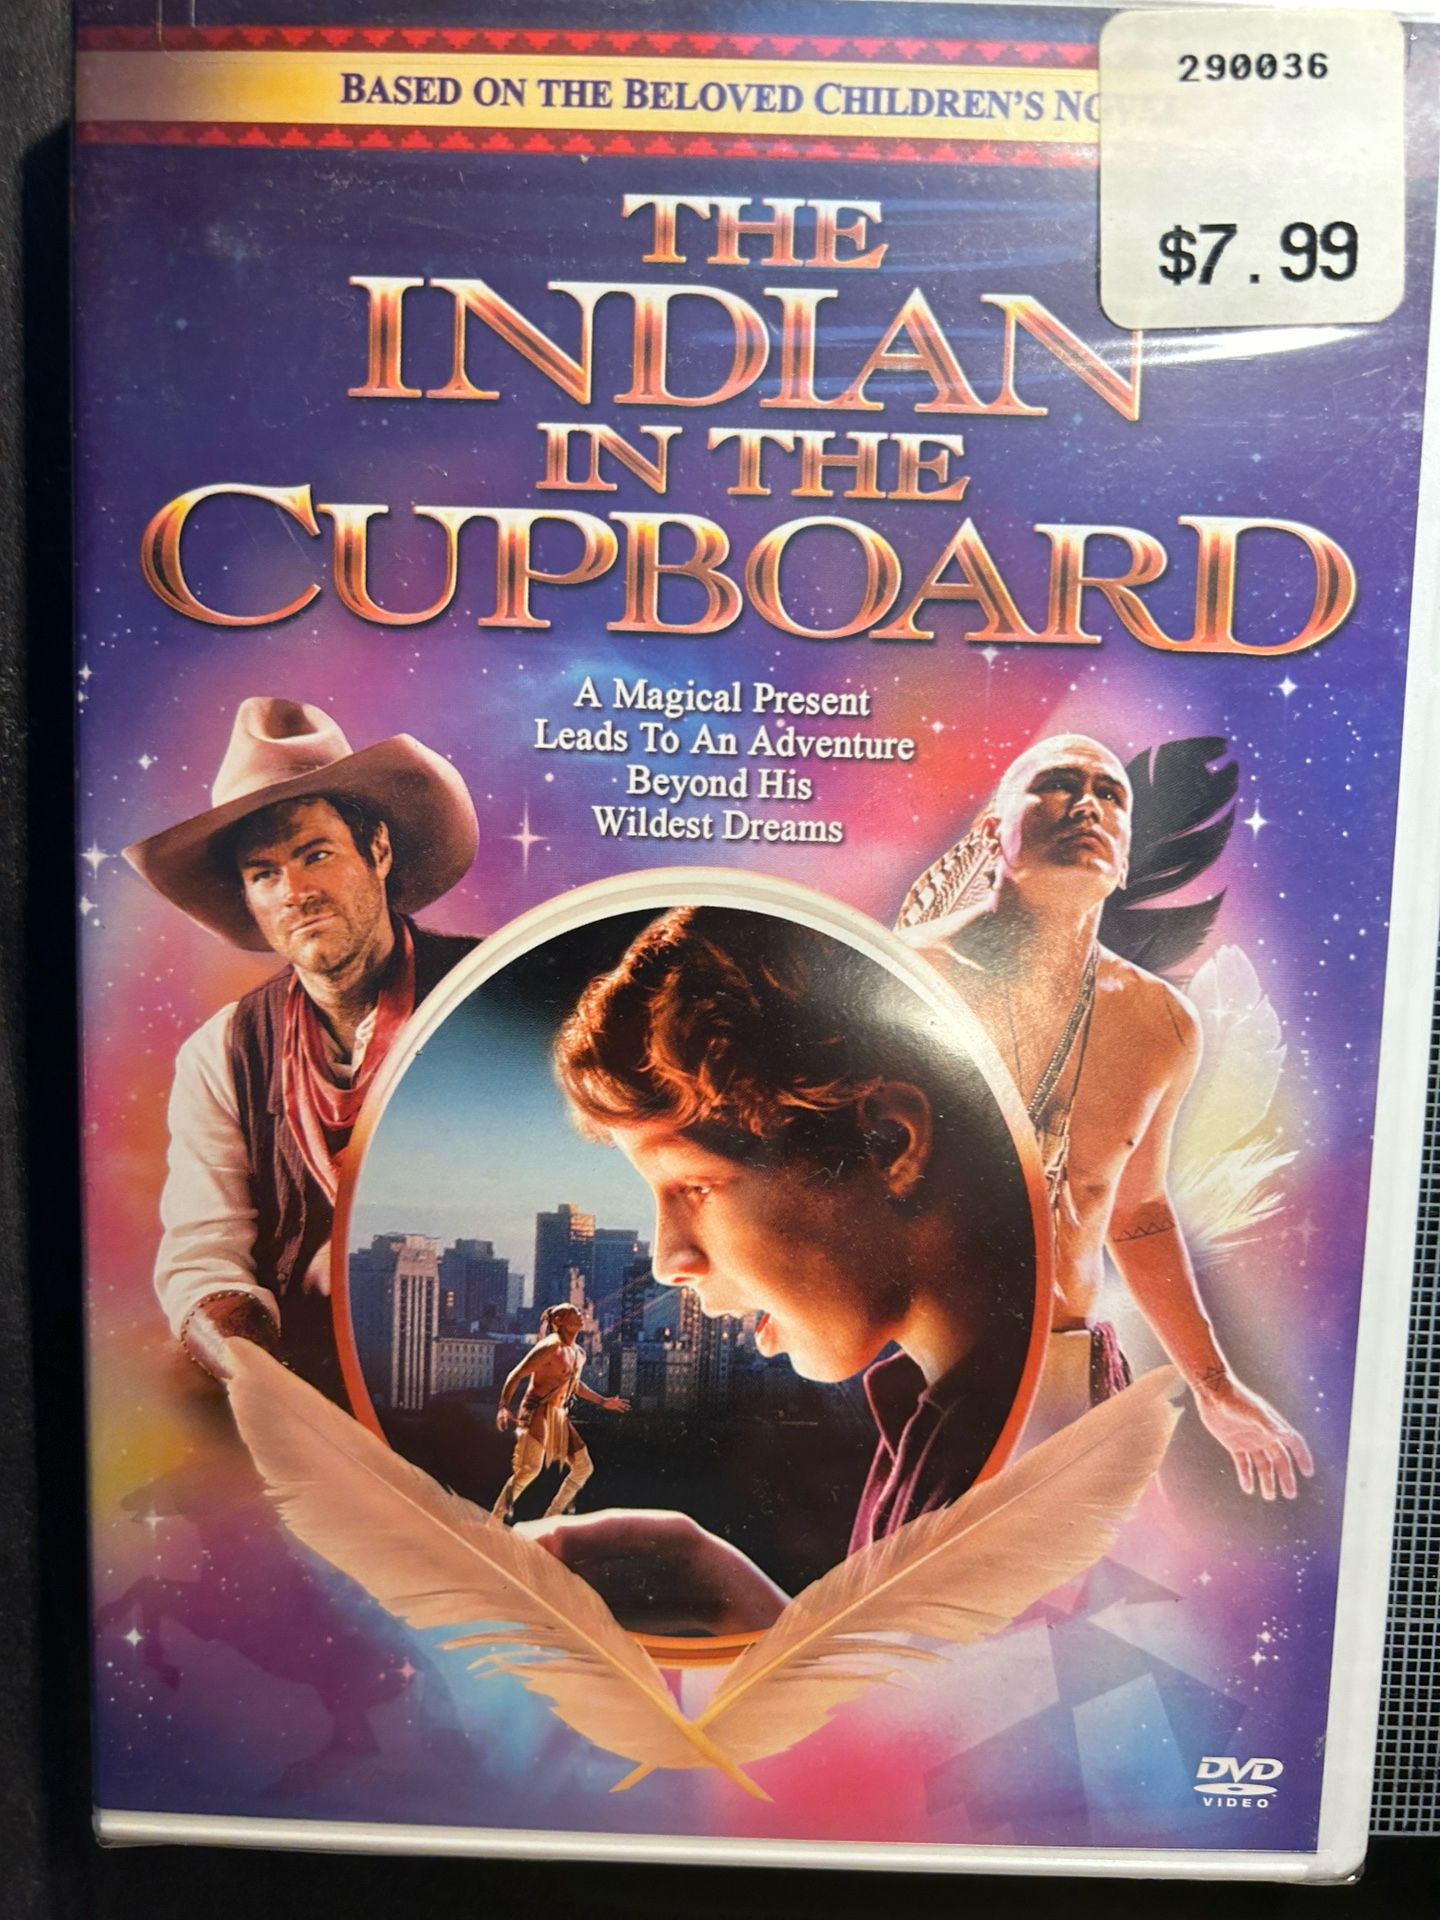 290036
$7.99
BASED ON THE BELOVED CHILDREN'S NOVEL
THE
INDIAN
IN THE
CUPBOARD
A Magical Present
Leads To An Adventure
Beyond His
Wildest Dreams
DVD
VIDEO